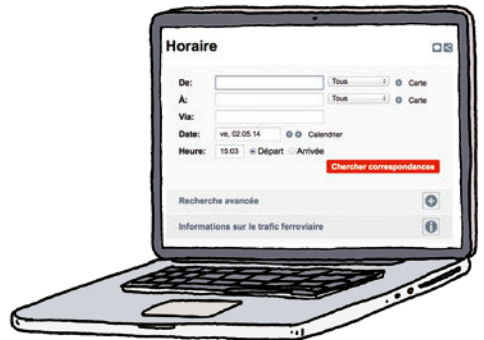 Horaire
De: Tous Carte
À: Tous Carte
Via:
Date: ve, 02.05.14 Calendrier
Heure: 15:03 Départ Arrivée
Chercher correspondances
Recherche avancée
Informations sur le trafic ferroviaire